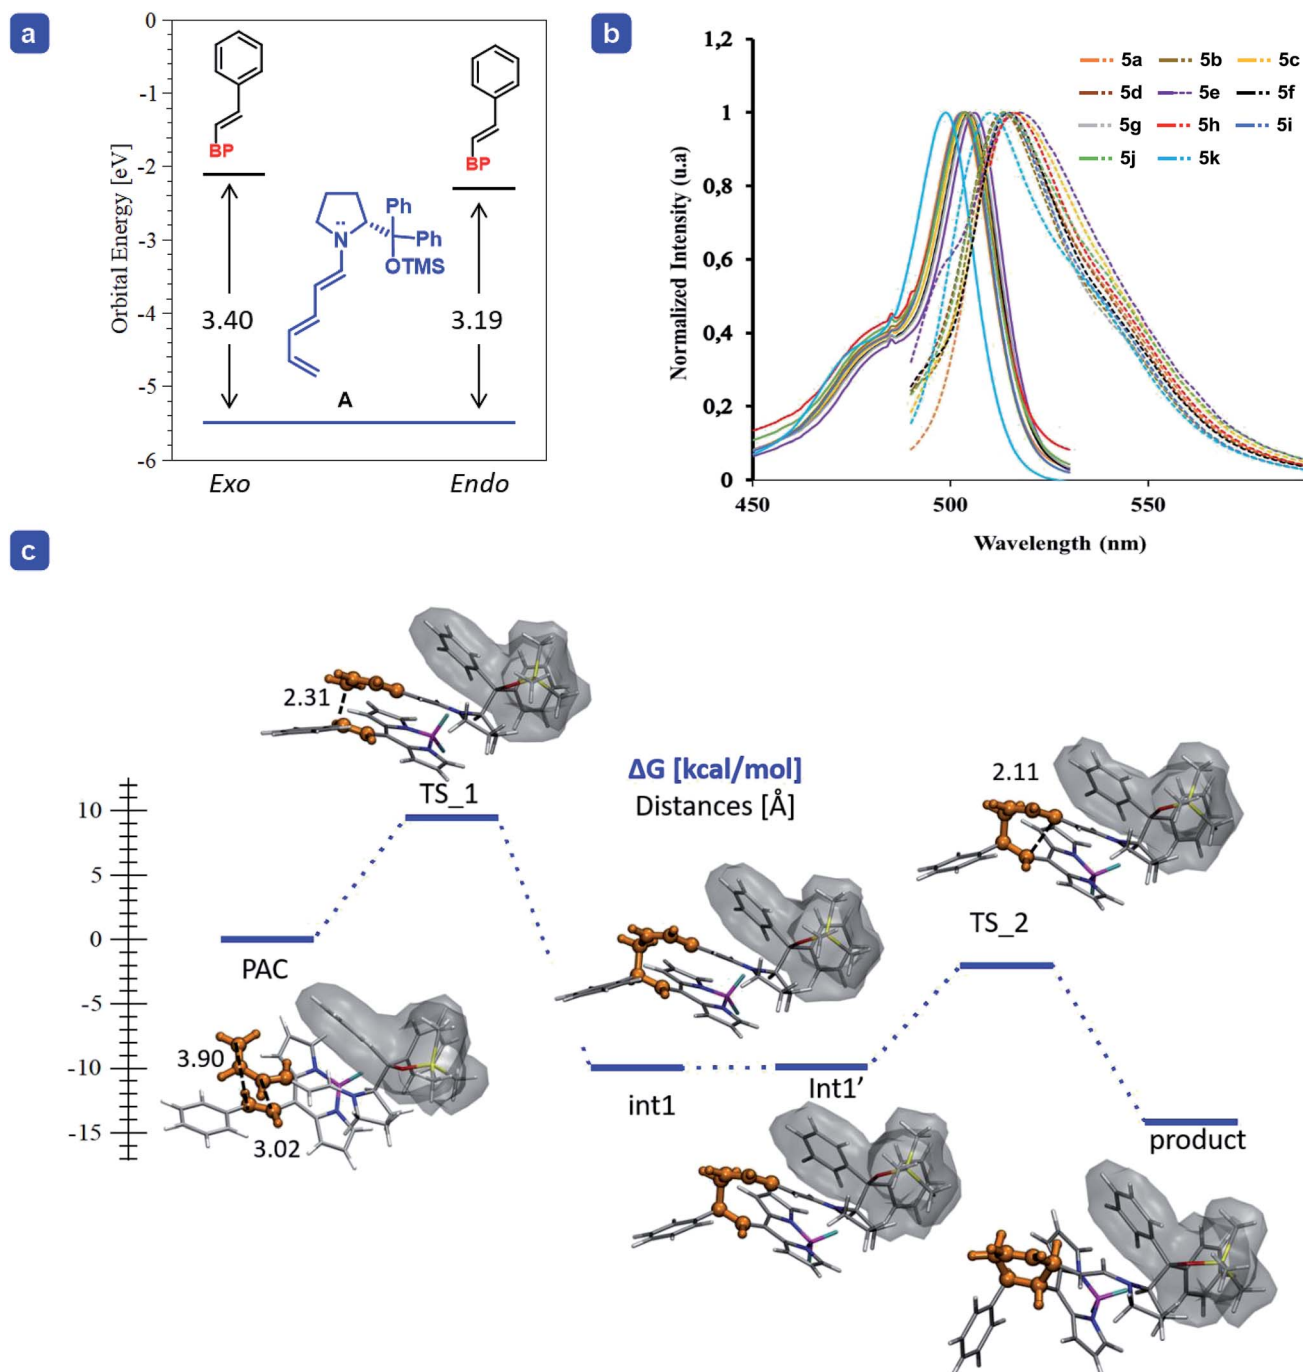 a
Orbital Energy [eV]
0
-1
-2
-3
-4
-5
-6
BP
BP
N
Ph
Ph
OTMS
3.40
3.19
A
Exo
Endo
b
Normalized Intensity (u.a)
1,2
1
0,8
0,6
0,4
0,2
0
450
500
550
Wavelength (nm)
5a 5b 5c
5d 5e 5f
5g 5h 5i
5j 5k
c
10
5
0
-5
-10
-15
2.31
TS_1
ΔG [kcal/mol]
Distances [Å]
2.11
TS_2
PAC
3.90
3.02
int1
Int1’
product